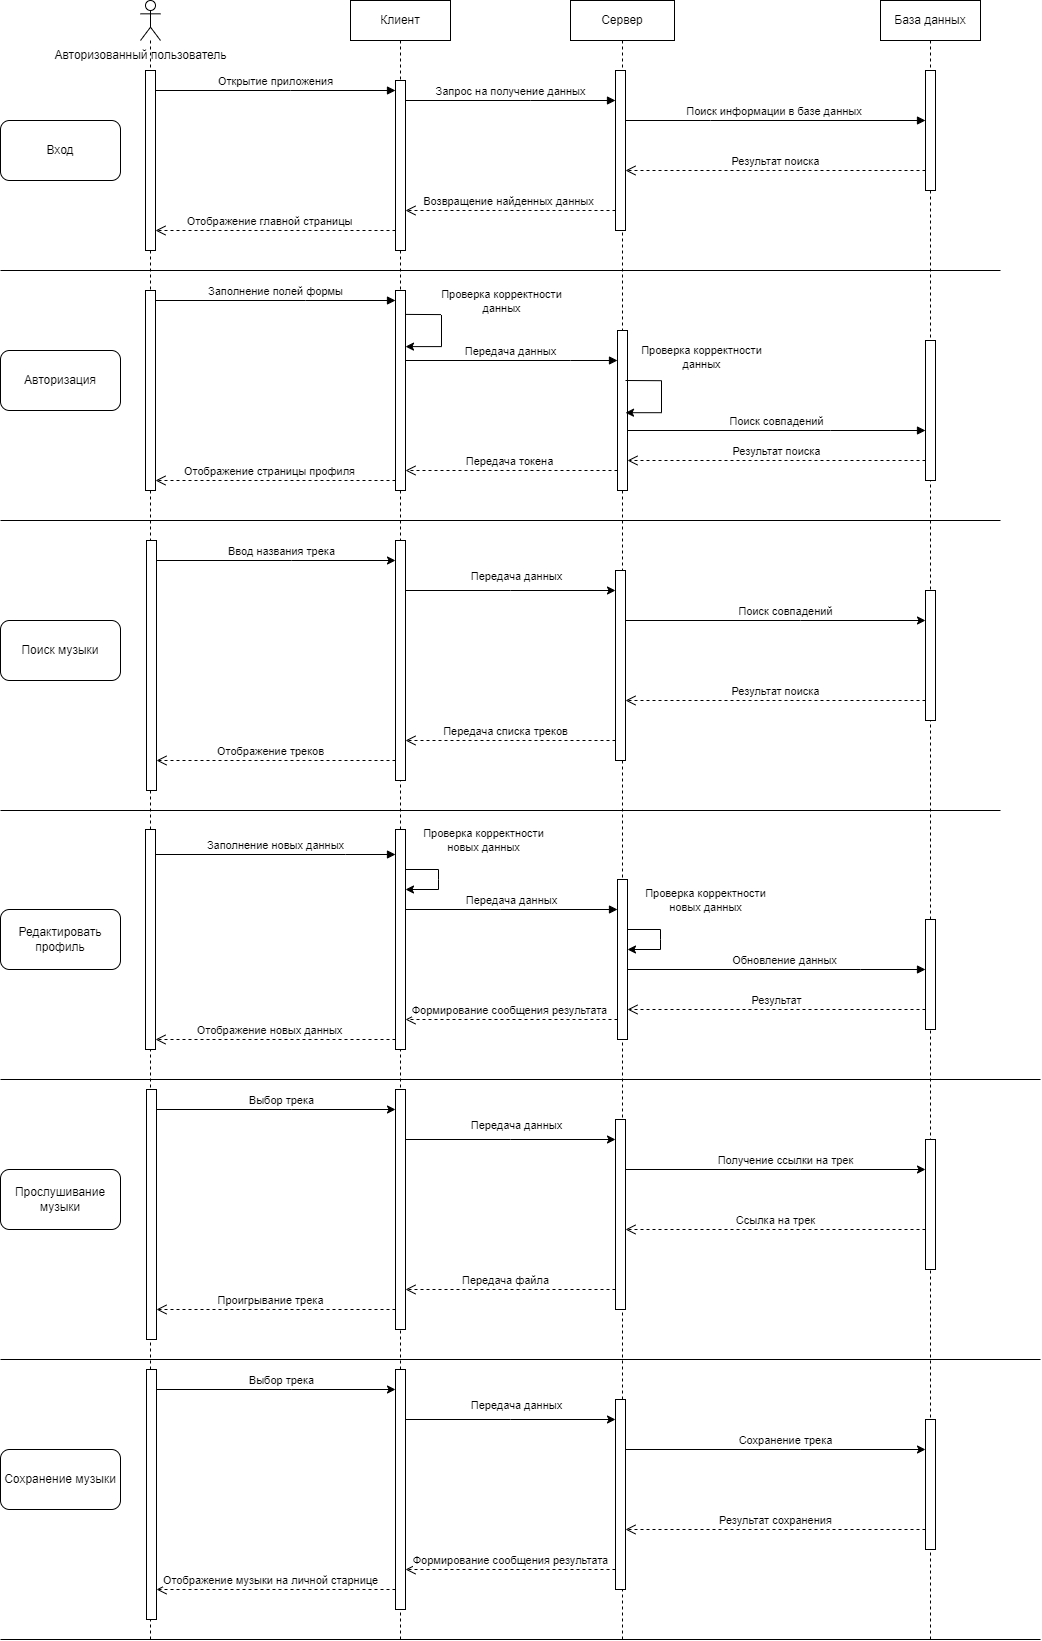 Клиент
Сервер
База данных
Авторизованный пользователь
Открытие приложения
Запрос на получение данных
Поиск информации в базе данных
Вход
Результат поиска
Возвращение найденных данных
Отображение главной страницы
Заполнение полей формы
Проверка корректности
данных
Передача данных
Проверка корректности
данных
Авторизация
Поиск совпадений
Результат поиска
Передача токена
Отображение страницы профиля
Ввод названия трека
Передача данных
Поиск совпадений
Поиск музыки
Результат поиска
Передача списка треков
Отображение треков
Проверка корректности
новых данных
Заполнение новых данных
Передача данных
Проверка корректности
новых данных
Редактировать
профиль
Обновление данных
Результат
Формирование сообщения результата
Отображение новых данных
Выбор трека
Передача данных
Получение ссылки на трек
Прослушивание
музыки
Ссылка на трек
Передача файла
Проигрывание трека
Выбор трека
Передача данных
Сохранение трека
Сохранение музыки
Результат сохранения
Формирование сообщения результата
Отображение музыки на личной старнице